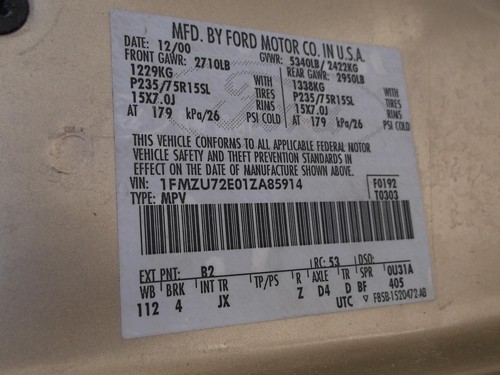 MFD. BY FORD MOTOR CO. IN U.S.A.
DATE: 12/00 GVWR: 5340LB/ 2422KG
FRONT GAWR: 2710LB REAR GAWR: 2950LB
1229KG WITH 1338KG WITH
P235/75R15SL TIRES P235/75R15SL TIRES
15X7.0J RIMS 15X7.0J RIMS
AT 179 kPa/26 PSI COLD AT 179 kPa/26 PSI COLD
THIS VEHICLE CONFORMS TO ALL APPLICABLE FEDERAL MOTOR
VEHICLE SAFETY AND THEFT PREVENTION STANDARDS IN
EFFECT ON THE DATE OF MANUFACTURE SHOWN ABOVE.
VIN: 1FMZU72E01ZA85914 F0192
TYPE: MPV T0303
EXT PNT: B2 RC: 53 DSO:
WB BRK INT TR TP/PS R AXLE TR SPR 0U31A
112 4 JX Z D4 D BF 405
UTC F85B-1520472-AB